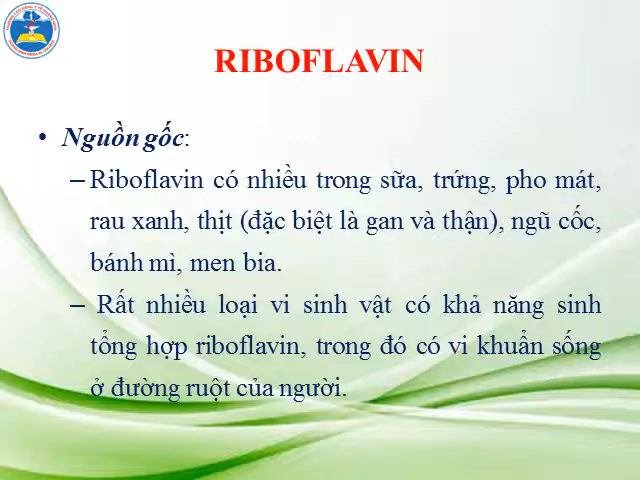 RIBOFLAVIN
• Nguồn gốc:
– Riboflavin có nhiều trong sữa, trứng, pho mát,
rau xanh, thịt (đặc biệt là gan và thận), ngũ cốc,
bánh mì, men bia.
– Rất nhiều loại vi sinh vật có khả năng sinh
tổng hợp riboflavin, trong đó có vi khuẩn sống
ở đường ruột của người.